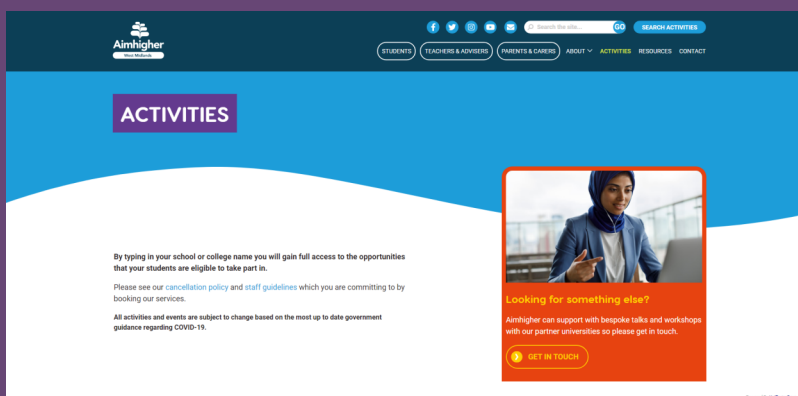 Aimhigher
West Midlands
Search the site...
GO
SEARCH ACTIVITIES
STUDENTS
TEACHERS & ADVISERS
PARENTS & CARERS
ABOUT
ACTIVITIES
RESOURCES
CONTACT
ACTIVITIES
By typing in your school or college name you will gain full access to the opportunities
that your students are eligible to take part in.
Please see our cancellation policy and staff guidelines which you are committing to by
booking our services.
All activities and events are subject to change based on the most up to date government
guidance regarding COVID-19.
Looking for something else?
Aimhigher can support with bespoke talks and workshops
with our partner universities so please get in touch.
GET IN TOUCH